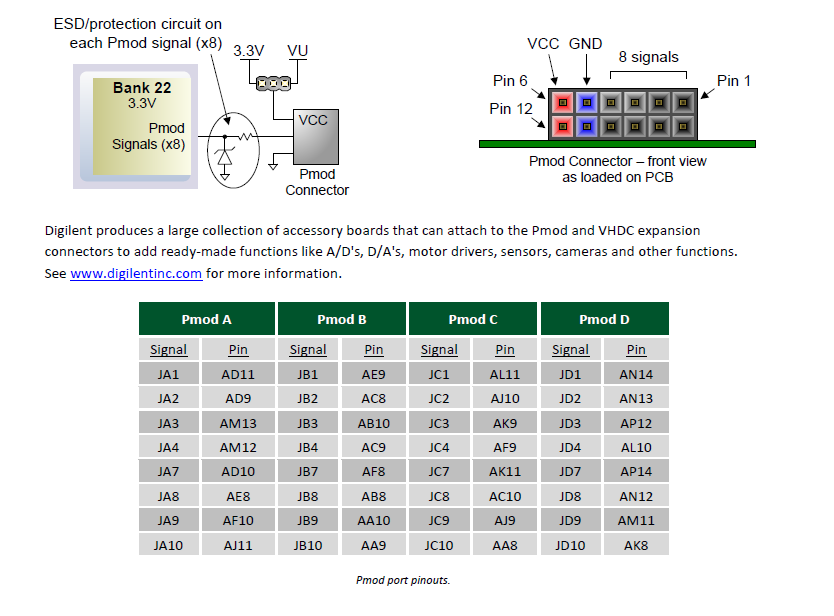 ESD/protection circuit on
each Pmod signal (x8)
3.3V VU
Bank 22
3.3V
Pmod
Signals (x8)
VCC
Pmod
Connector
VCC GND
8 signals
Pin 6
Pin 1
Pin 12
Pmod Connector – front view
as loaded on PCB
Digilent produces a large collection of accessory boards that can attach to the Pmod and VHDC expansion
connectors to add ready-made functions like A/D's, D/A's, motor drivers, sensors, cameras and other functions.
See www.digilentinc.com for more information.
Pmod A Pmod B Pmod C Pmod D
Signal Pin Signal Pin Signal Pin Signal Pin
JA1 AD11 JB1 AE9 JC1 AL11 JD1 AN14
JA2 AD9 JB2 AC8 JC2 AJ10 JD2 AN13
JA3 AM13 JB3 AB10 JC3 AK9 JD3 AP12
JA4 AM12 JB4 AC9 JC4 AF9 JD4 AL10
JA7 AD10 JB7 AF8 JC7 AK11 JD7 AP14
JA8 AE8 JB8 AB8 JC8 AC10 JD8 AN12
JA9 AF10 JB9 AA10 JC9 AJ9 JD9 AM11
JA10 AJ11 JB10 AA9 JC10 AA8 JD10 AK8
Pmod port pinouts.